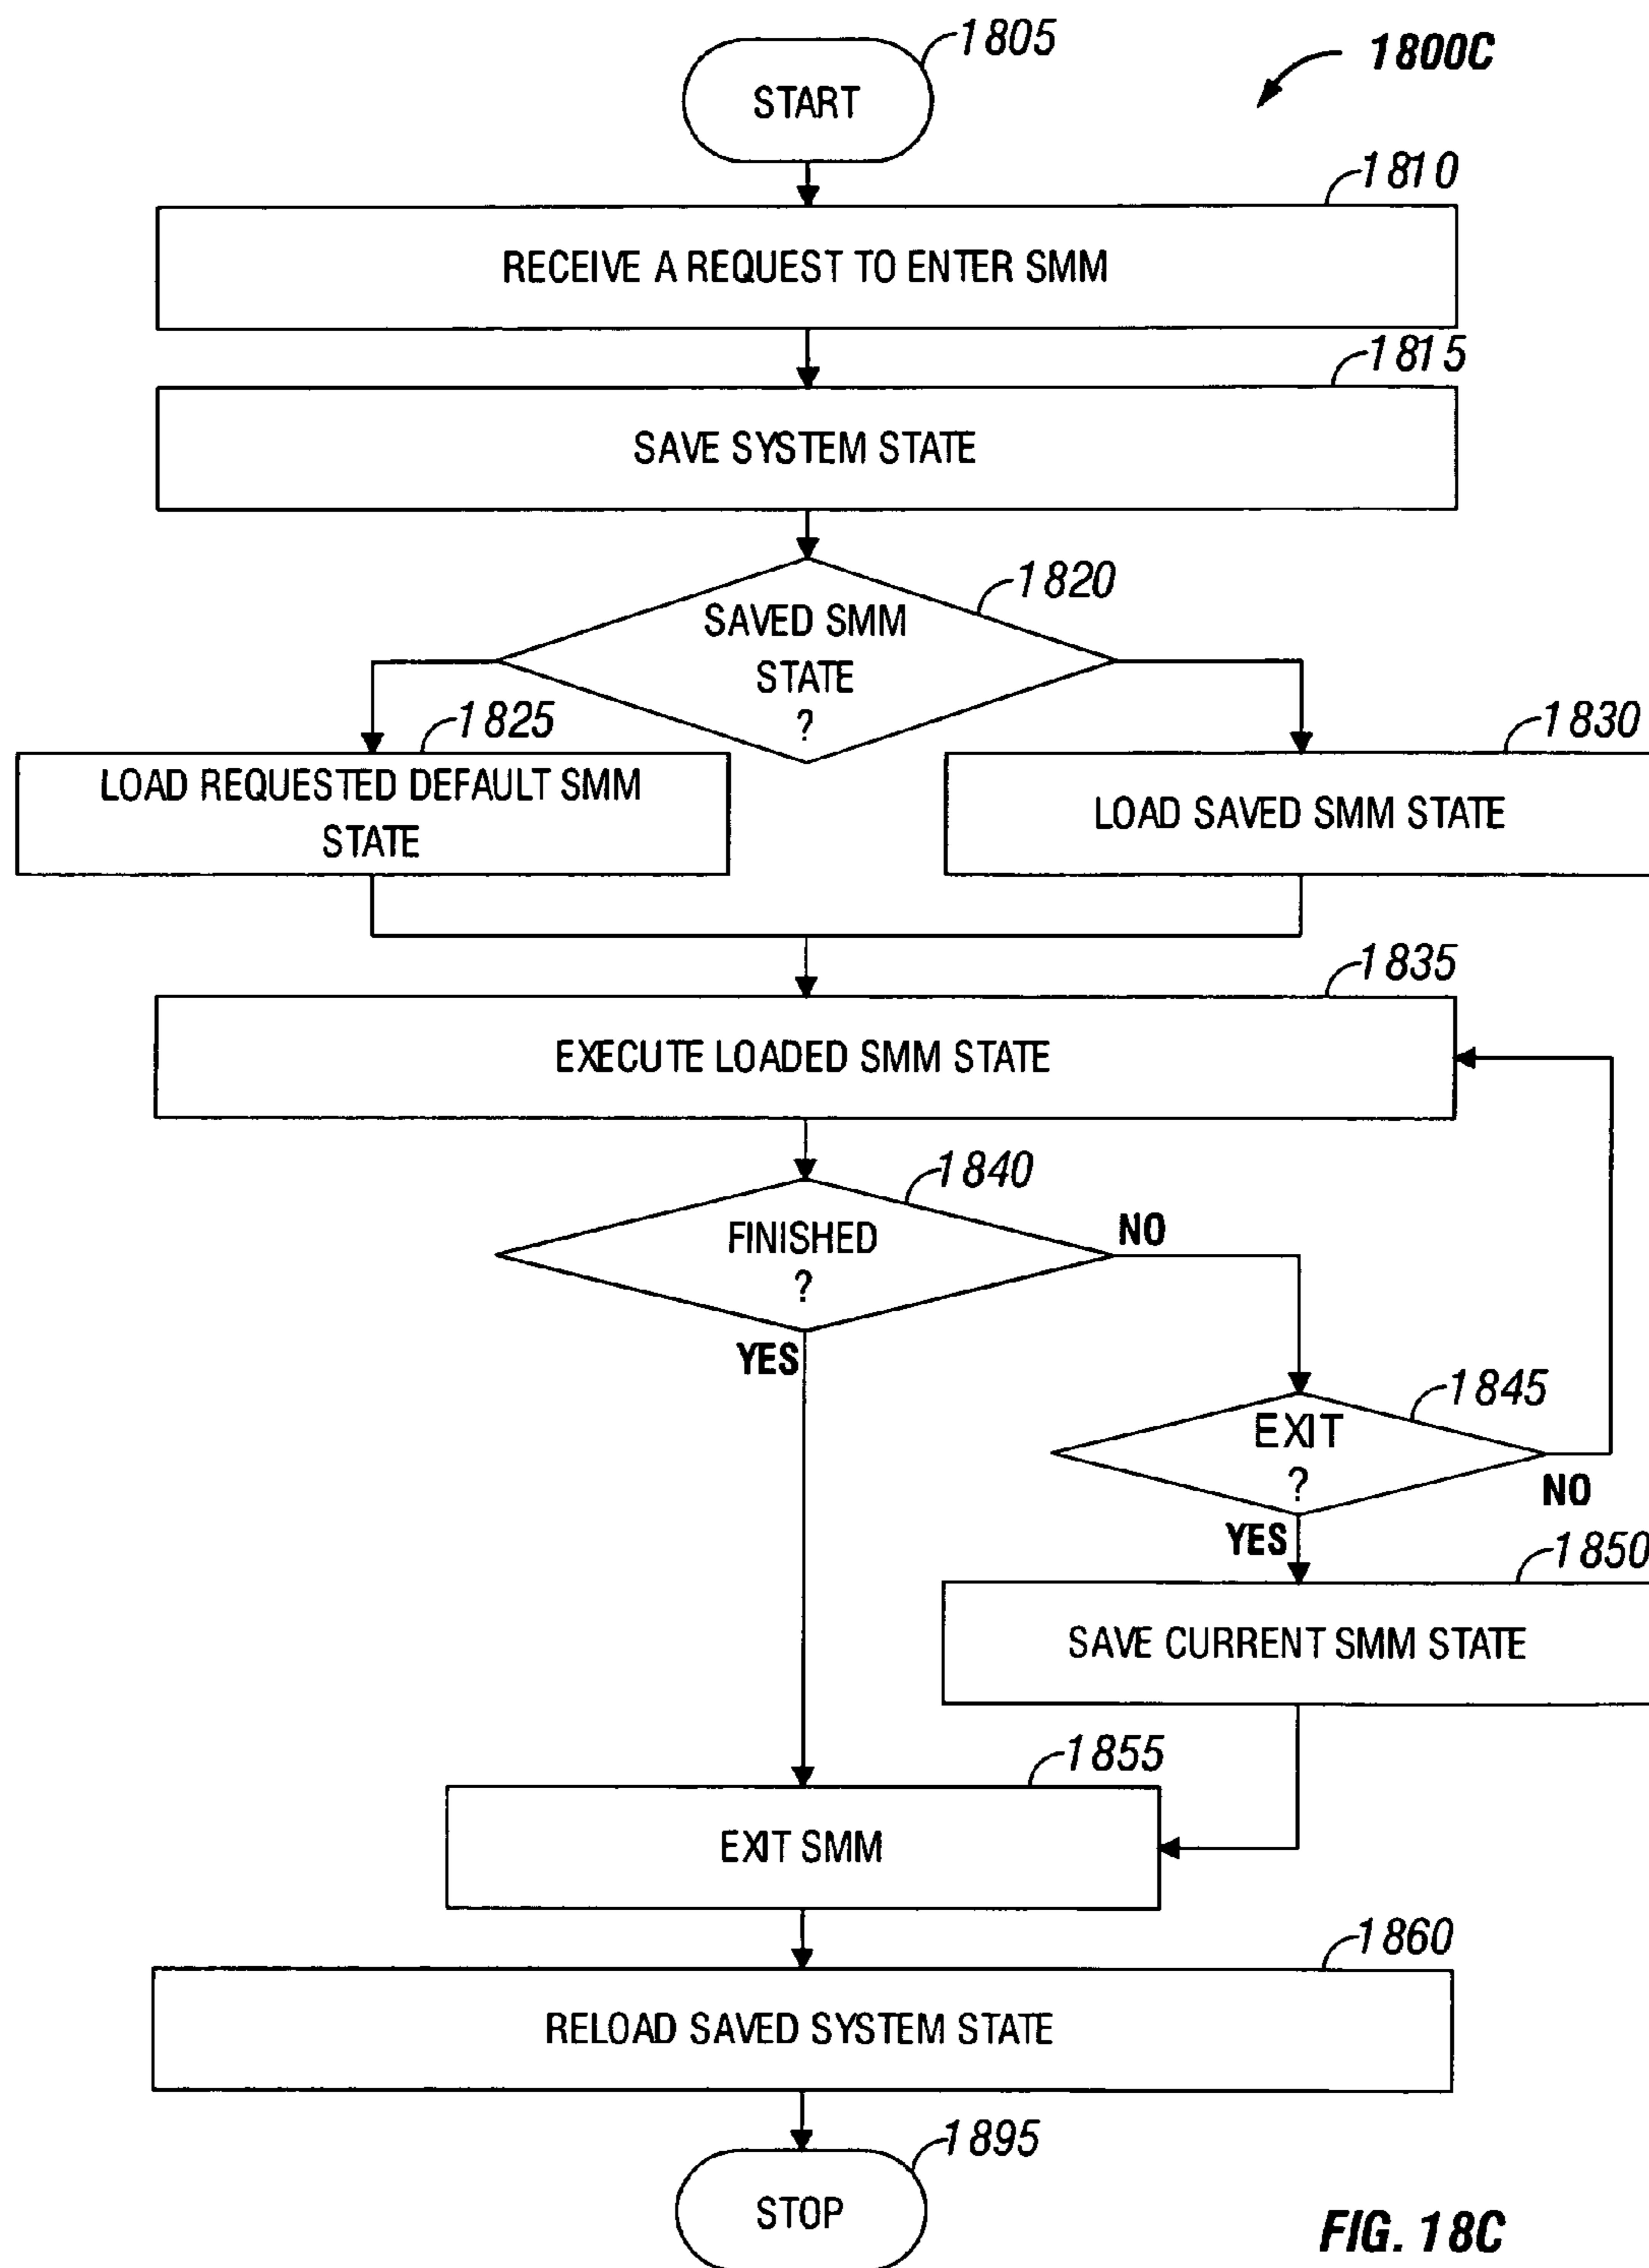 1805
1800C
START
1810
RECEIVE A REQUEST TO ENTER SMM
1815
SAVE SYSTEM STATE
1820
SAVED SMM
STATE
?
1825
LOAD REQUESTED DEFAULT SMM
STATE
1830
LOAD SAVED SMM STATE
1835
EXECUTE LOADED SMM STATE
1840
FINISHED
?
NO
YES
1845
EXIT
?
NO
YES
1850
SAVE CURRENT SMM STATE
1855
EXIT SMM
1860
RELOAD SAVED SYSTEM STATE
1895
STOP
FIG. 18C